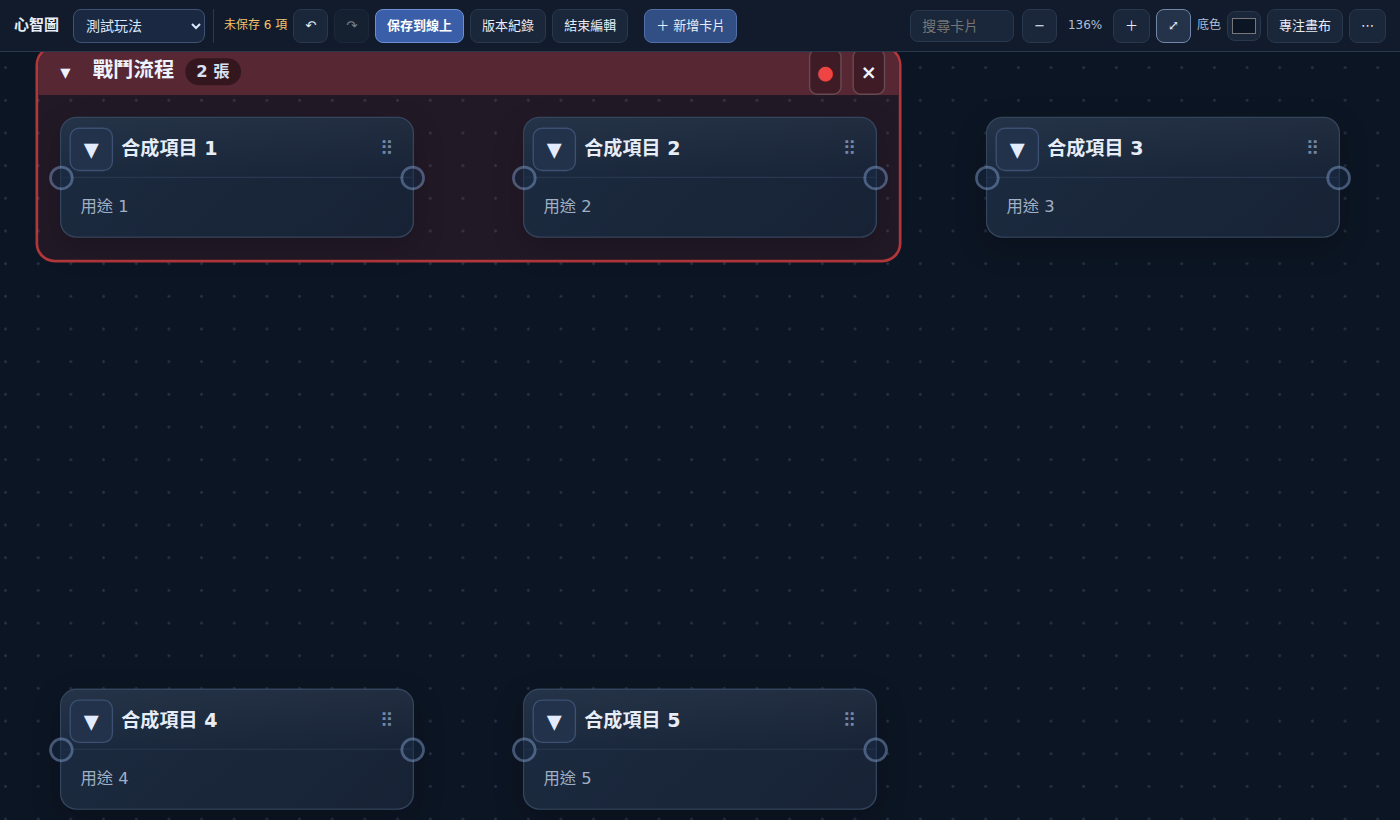 心智圖 測試玩法 未保存 6 項 ↶ ↷ 保存到線上 版本紀錄 結束編輯 ＋ 新增卡片 搜尋卡片 − 136% ＋ ⤢ 底色 專注畫布 ⋯
▼ 戰鬥流程 2 張 ×
▼ 合成項目 1 ⠿
用途 1
▼ 合成項目 2 ⠿
用途 2
▼ 合成項目 3 ⠿
用途 3
▼ 合成項目 4 ⠿
用途 4
▼ 合成項目 5 ⠿
用途 5